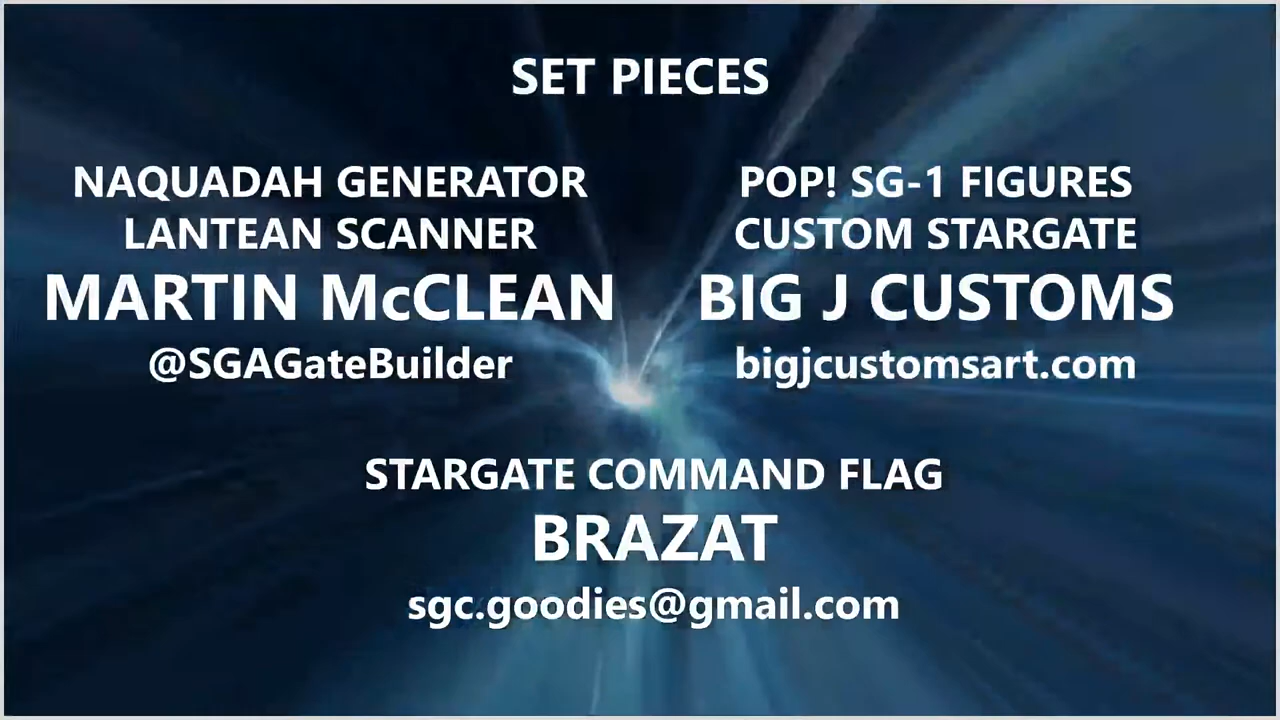 SET PIECES
NAQUADAH GENERATOR
LANTEAN SCANNER
MARTIN McCLEAN
@SGAGateBuilder
POP! SG-1 FIGURES
CUSTOM STARGATE
BIG J CUSTOMS
bigjcustomsart.com
STARGATE COMMAND FLAG
BRAZAT
sgc.goodies@gmail.com